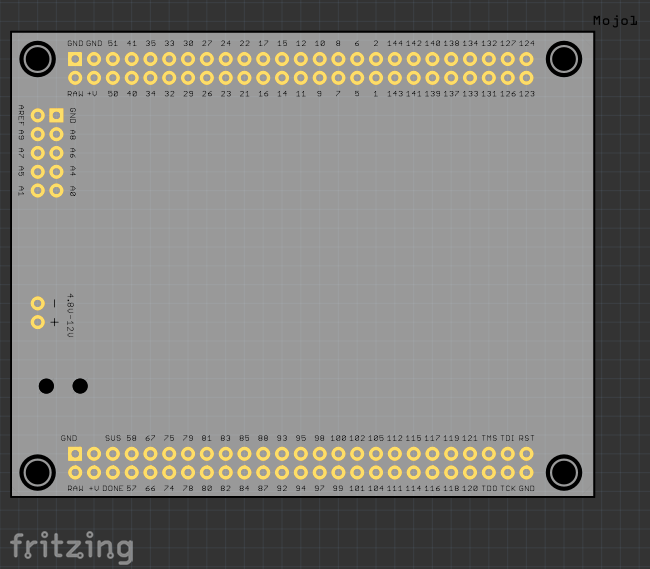 Mojo1
GND GND 51 41 35 33 30 27 24 22 17 15 12 10 8 6 2 144 142 140 138 134 132 127 124
RAW +V 50 40 34 32 29 26 23 21 16 14 11 9 7 5 1 143 141 139 137 133 131 126 123
AREF GND
A9 A8
A7 A6
A5 A4
A1 A0
−
+
4.8V-12V
GND SUS 58 67 75 79 81 83 85 88 93 95 98 100 102 105 112 115 117 119 121 TMS TDI RST
RAW +V DONE 57 66 74 78 80 82 84 87 92 94 97 99 101 104 111 114 116 118 120 TDO TCK GND
fritzing